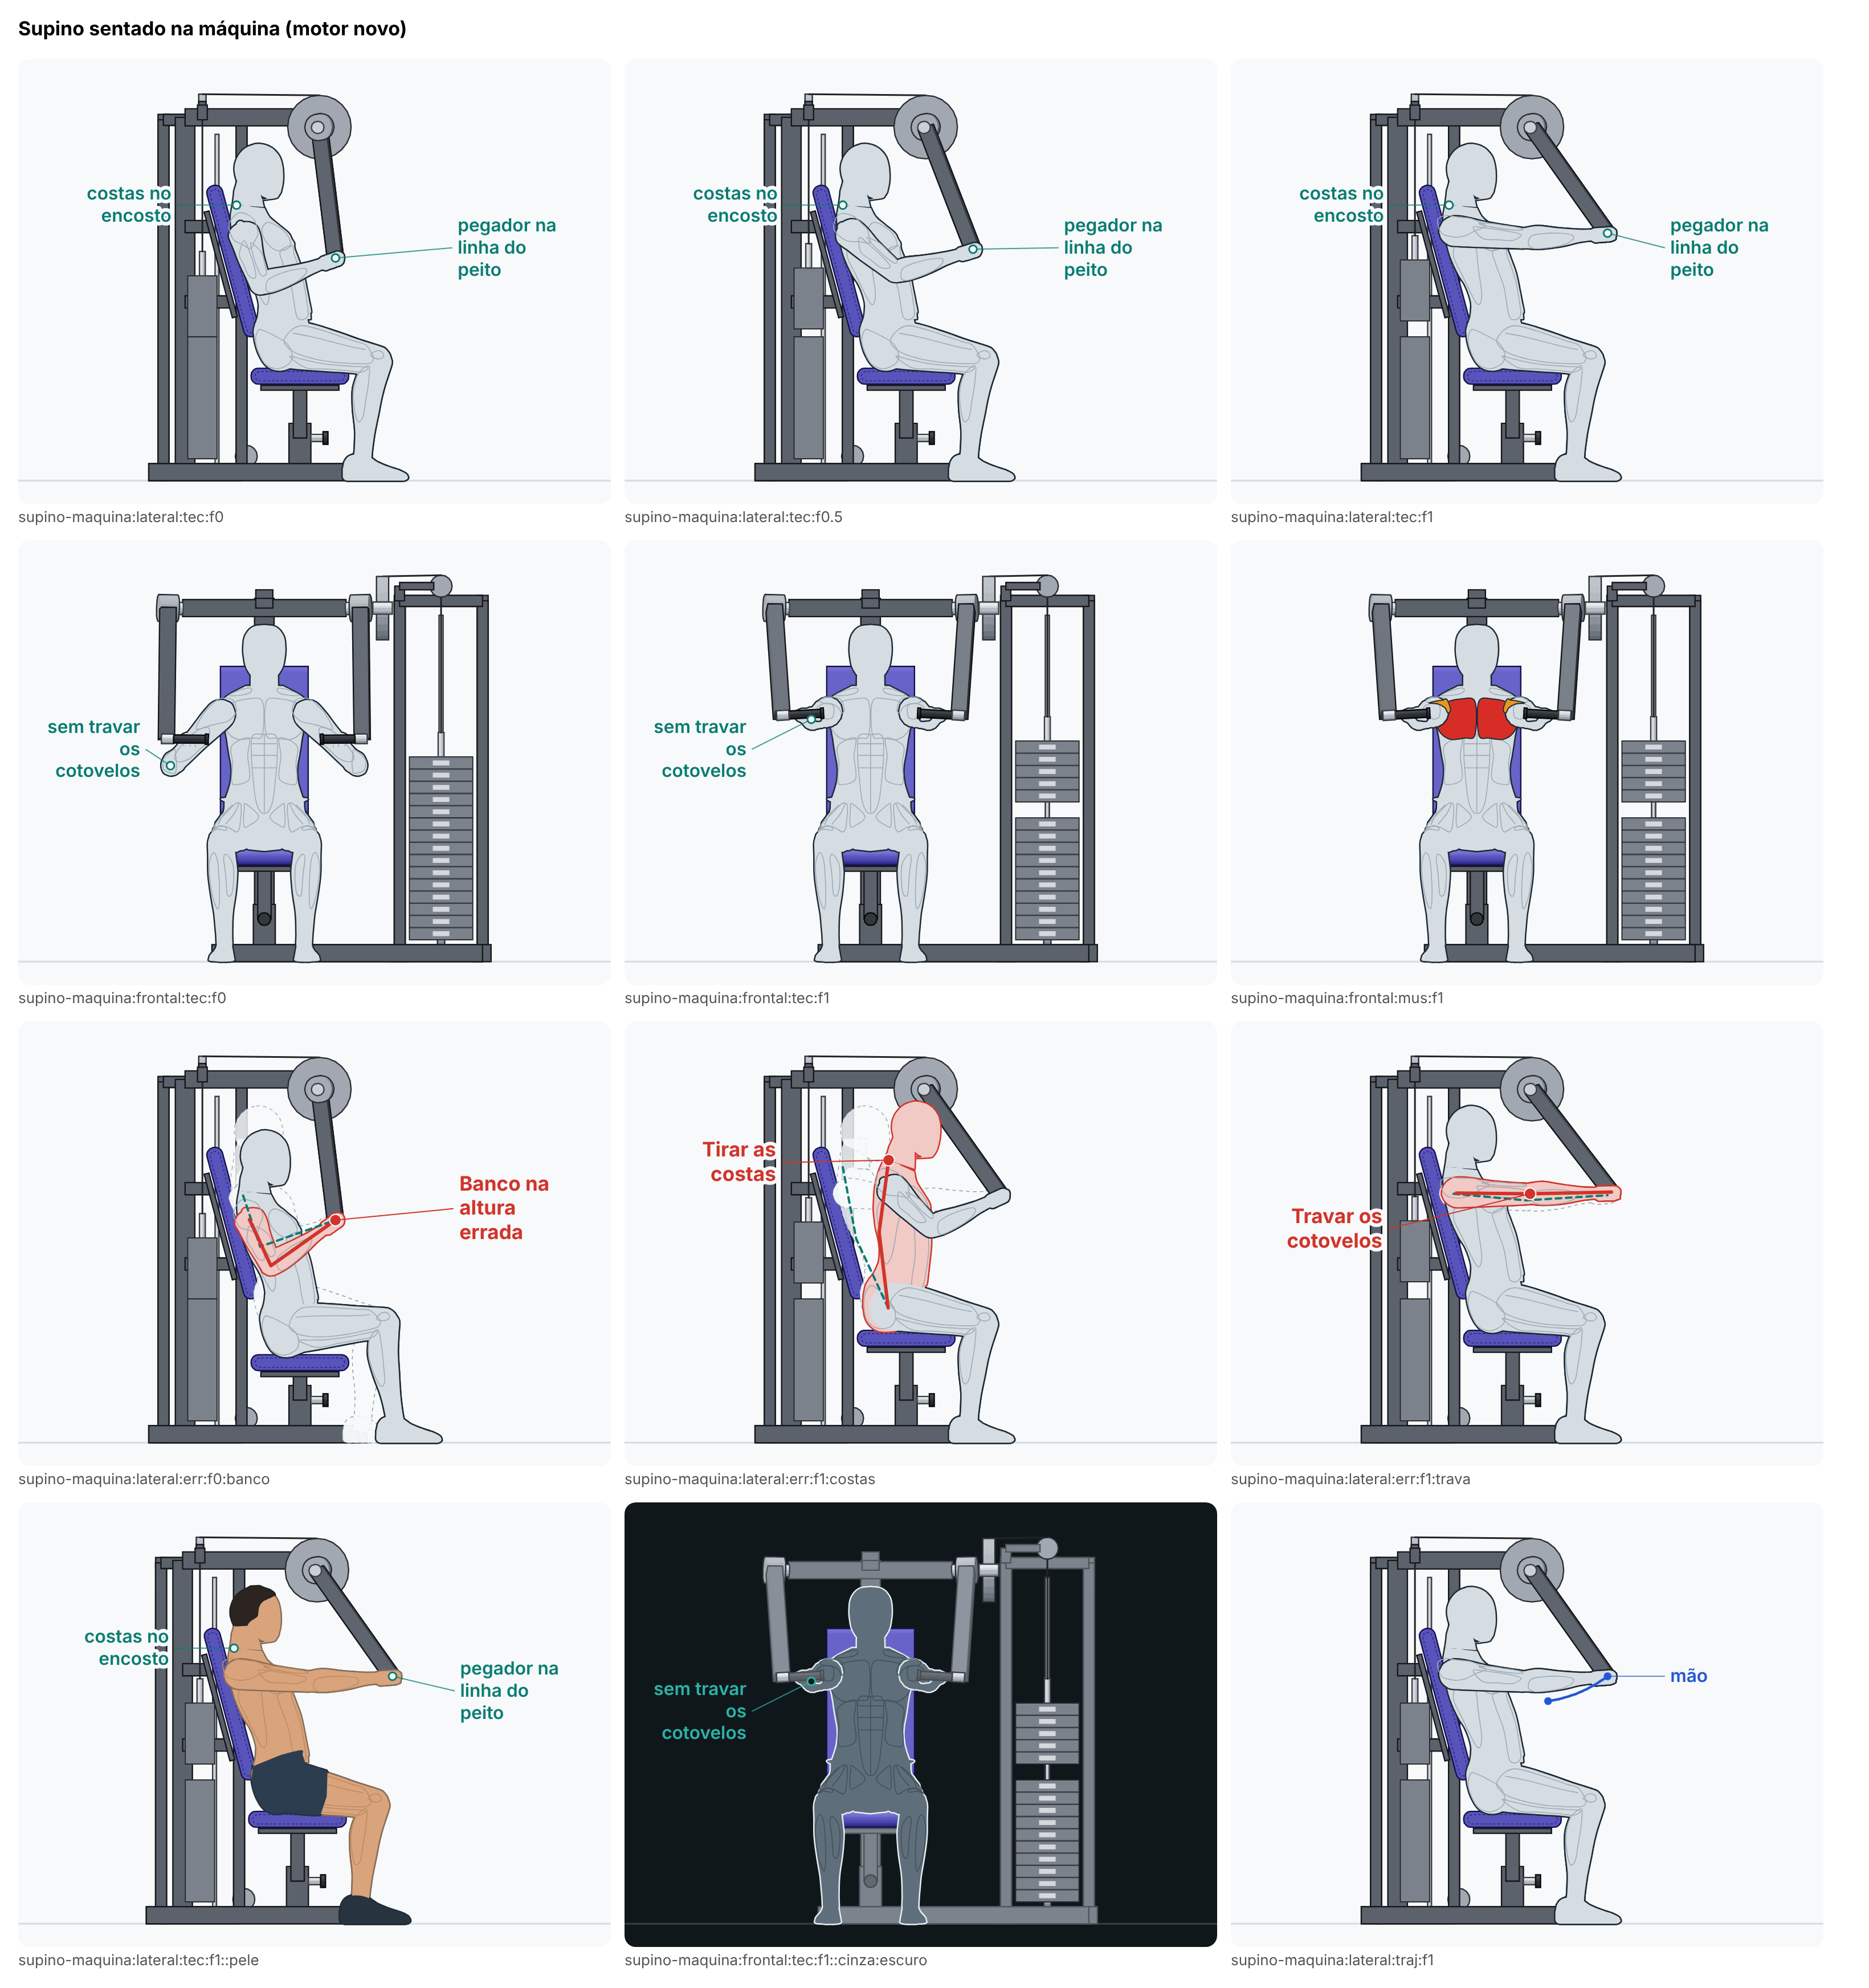 Supino sentado na máquina (motor novo)
costas no
encosto
pegador na
linha do
peito
costas no
encosto
pegador na
linha do
peito
costas no
encosto
pegador na
linha do
peito
supino-maquina:lateral:tec:f0
supino-maquina:lateral:tec:f0.5
supino-maquina:lateral:tec:f1
sem travar
os
cotovelos
sem travar
os
cotovelos
supino-maquina:frontal:tec:f0
supino-maquina:frontal:tec:f1
supino-maquina:frontal:mus:f1
Banco na
altura
errada
Tirar as
costas
Travar os
cotovelos
supino-maquina:lateral:err:f0:banco
supino-maquina:lateral:err:f1:costas
supino-maquina:lateral:err:f1:trava
costas no
encosto
pegador na
linha do
peito
sem travar
os
cotovelos
mão
supino-maquina:lateral:tec:f1::pele
supino-maquina:frontal:tec:f1::cinza:escuro
supino-maquina:lateral:traj:f1